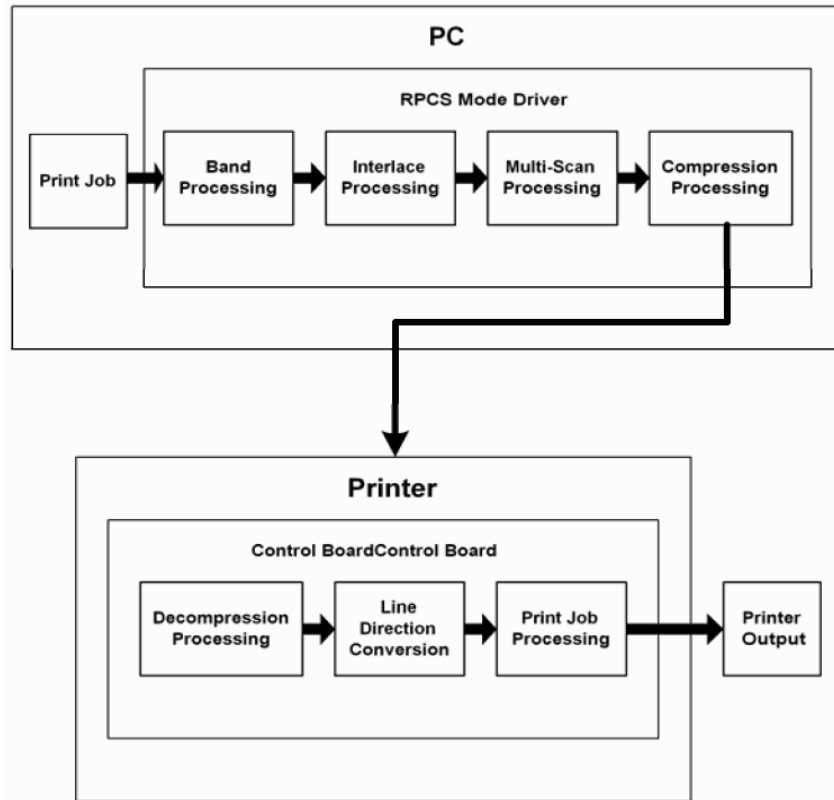 PC
RPCS Mode Driver
Print Job
Band
Processing
Interlace
Processing
Multi-Scan
Processing
Compression
Processing
Printer
Control BoardControl Board
Decompression
Processing
Line
Direction
Conversion
Print Job
Processing
Printer
Output